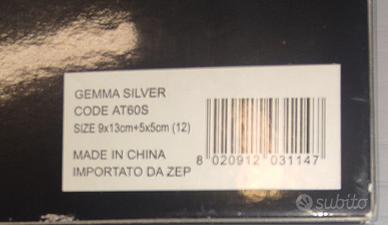 GEMMA SILVER
CODE AT60S
SIZE 9x13cm+5x5cm (12)
MADE IN CHINA
IMPORTATO DA ZEP
8 020912 031147
subito